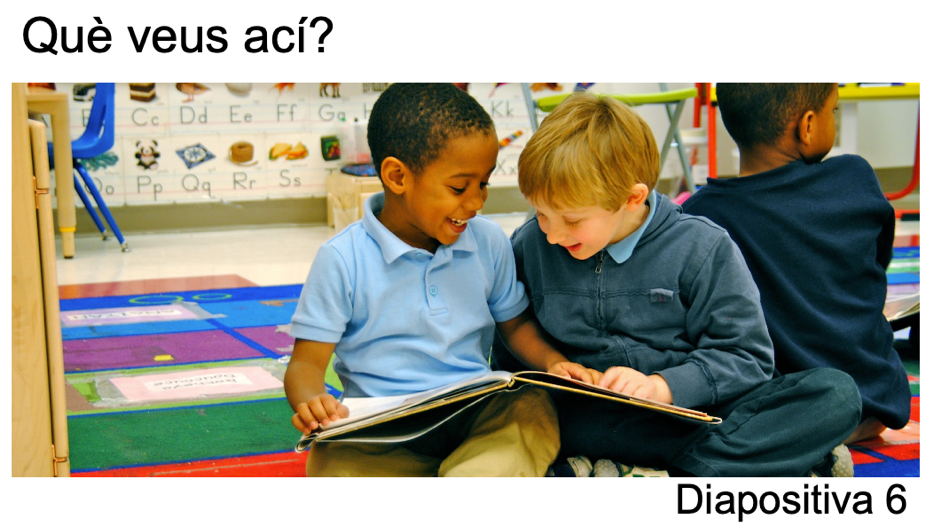 Què veus ací?
Cc Dd Ee Ff Gg Kk
Pp Qq Rr Ss
Diapositiva 6